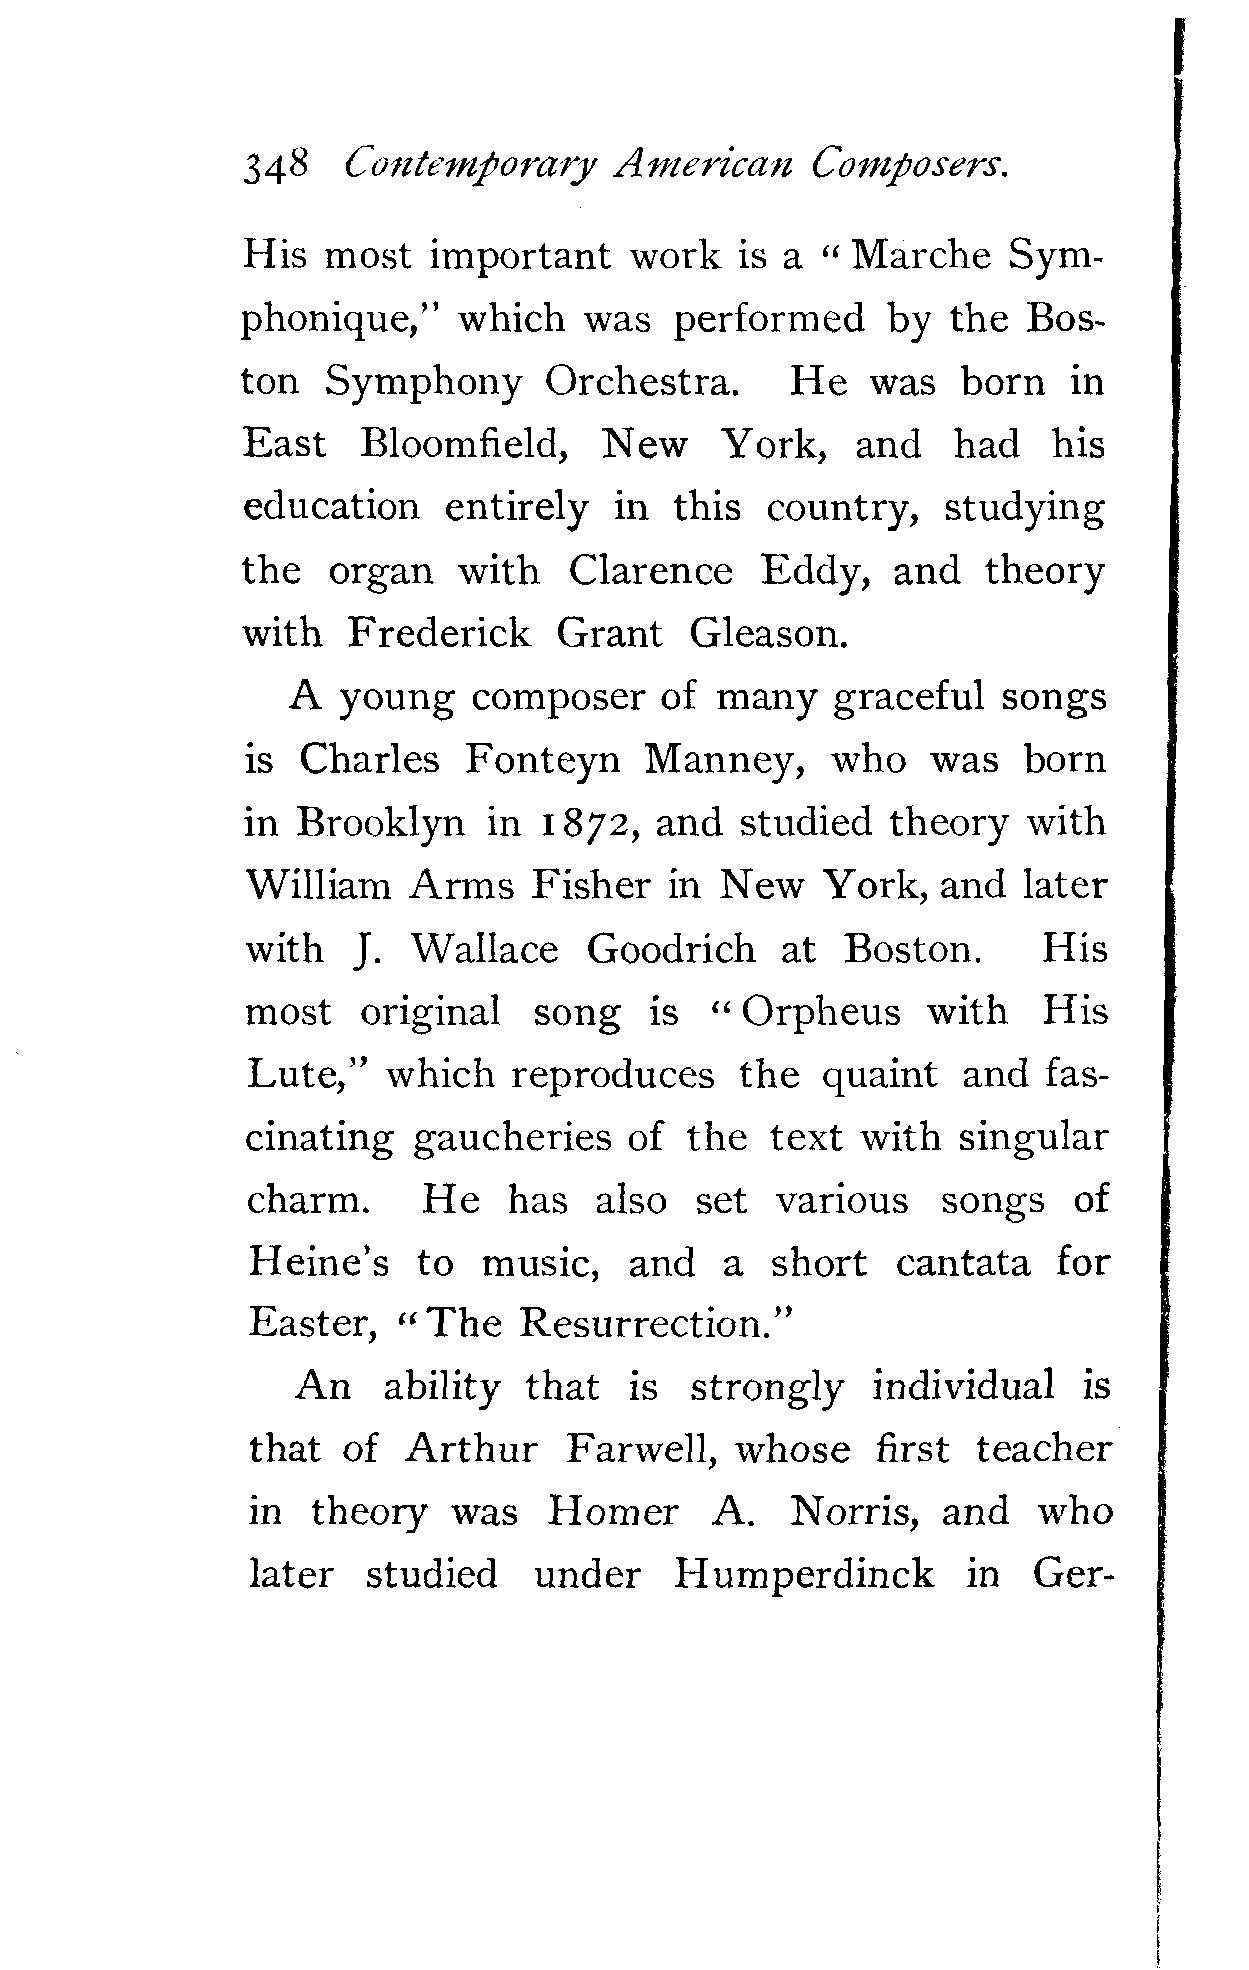 348 Contemporary American Composers.
His most important work is a “ Marche Sym-
phonique,” which was performed by the Bos-
ton Symphony Orchestra. He was born in
East Bloomfield, New York, and had his
education entirely in this country, studying
the organ with Clarence Eddy, and theory
with Frederick Grant Gleason.
A young composer of many graceful songs
is Charles Fonteyn Manney, who was born
in Brooklyn in 1872, and studied theory with
William Arms Fisher in New York, and later
with J. Wallace Goodrich at Boston. His
most original song is “ Orpheus with His
Lute,” which reproduces the quaint and fas-
cinating gaucheries of the text with singular
charm. He has also set various songs of
Heine's to music, and a short cantata for
Easter, “ The Resurrection.”
An ability that is strongly individual is
that of Arthur Farwell, whose first teacher
in theory was Homer A. Norris, and who
later studied under Humperdinck in Ger-